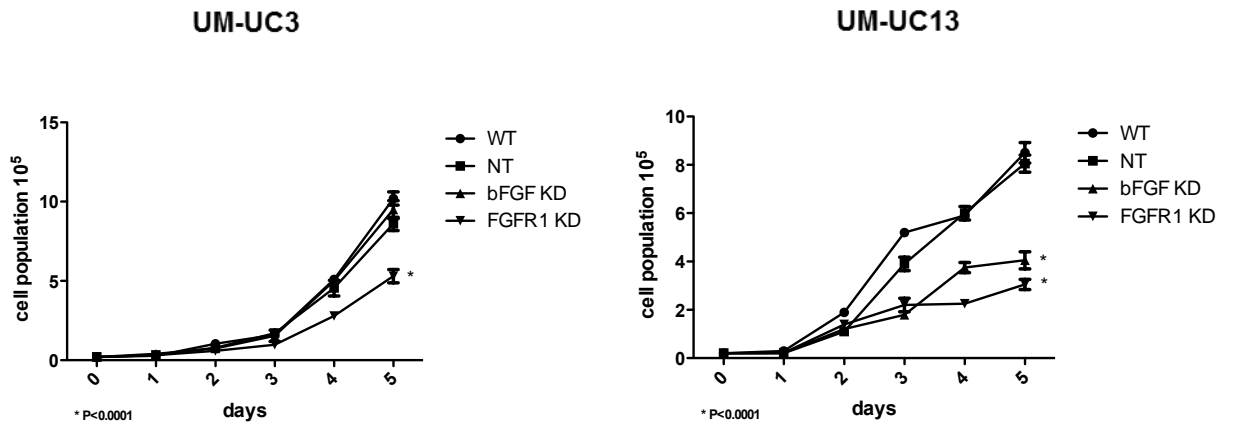 UM-UC3
15
10
5
0
cell population 10⁵
0 1 2 3 4 5
days
* P<0.0001
WT
NT
bFGF KD
FGFR1 KD
*
UM-UC13
10
8
6
4
2
0
cell population 10⁵
0 1 2 3 4 5
days
* P<0.0001
WT
NT
bFGF KD
FGFR1 KD
*
*